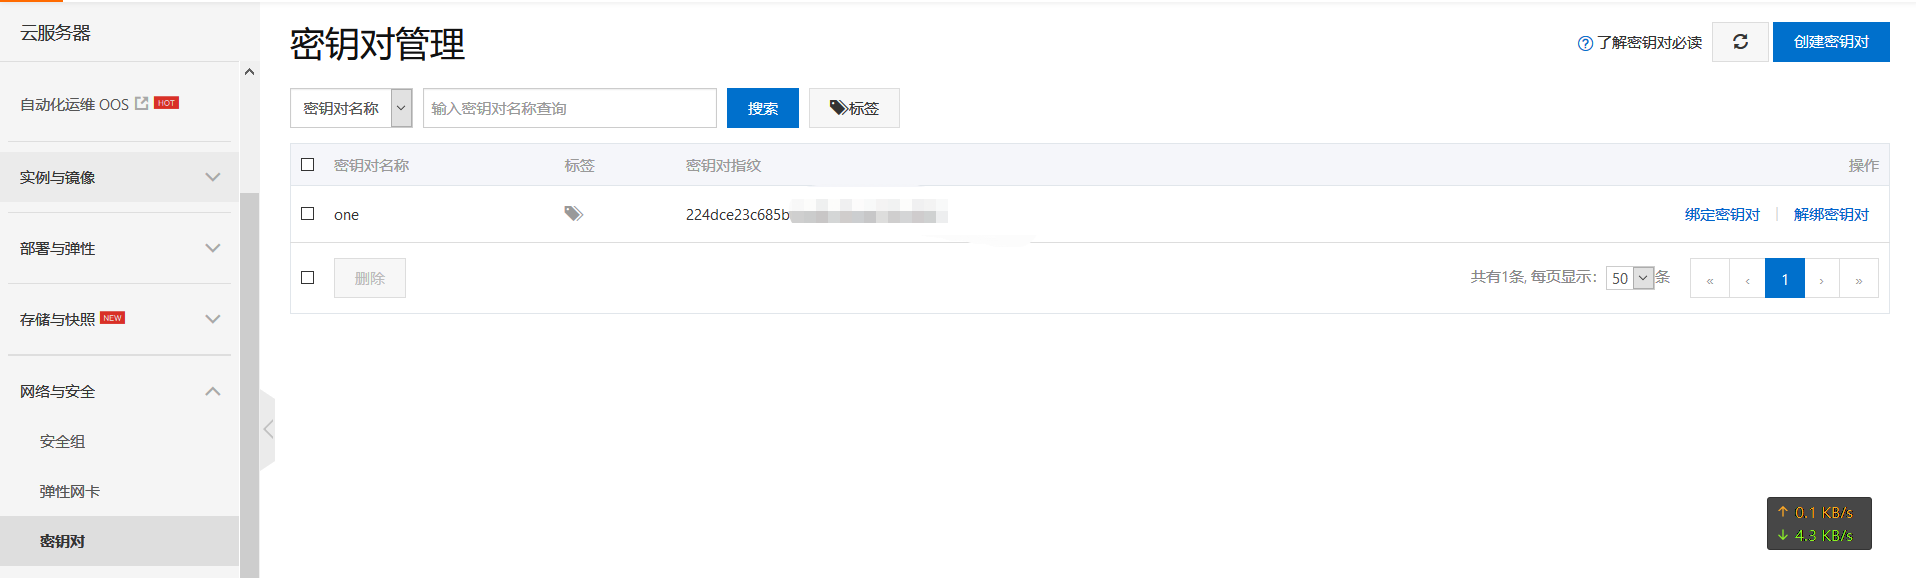 云服务器
自动化运维 OOS HOT
实例与镜像
部署与弹性
存储与快照 NEW
网络与安全
安全组
弹性网卡
密钥对
密钥对管理
了解密钥对必读
创建密钥对
密钥对名称 输入密钥对名称查询 搜索 标签
密钥对名称 标签 密钥对指纹 操作
one 224dce23c685b 绑定密钥对 | 解绑密钥对
删除 共有1条, 每页显示: 50 条 « ‹ 1 › »
↑ 0.1 KB/s
↓ 4.3 KB/s